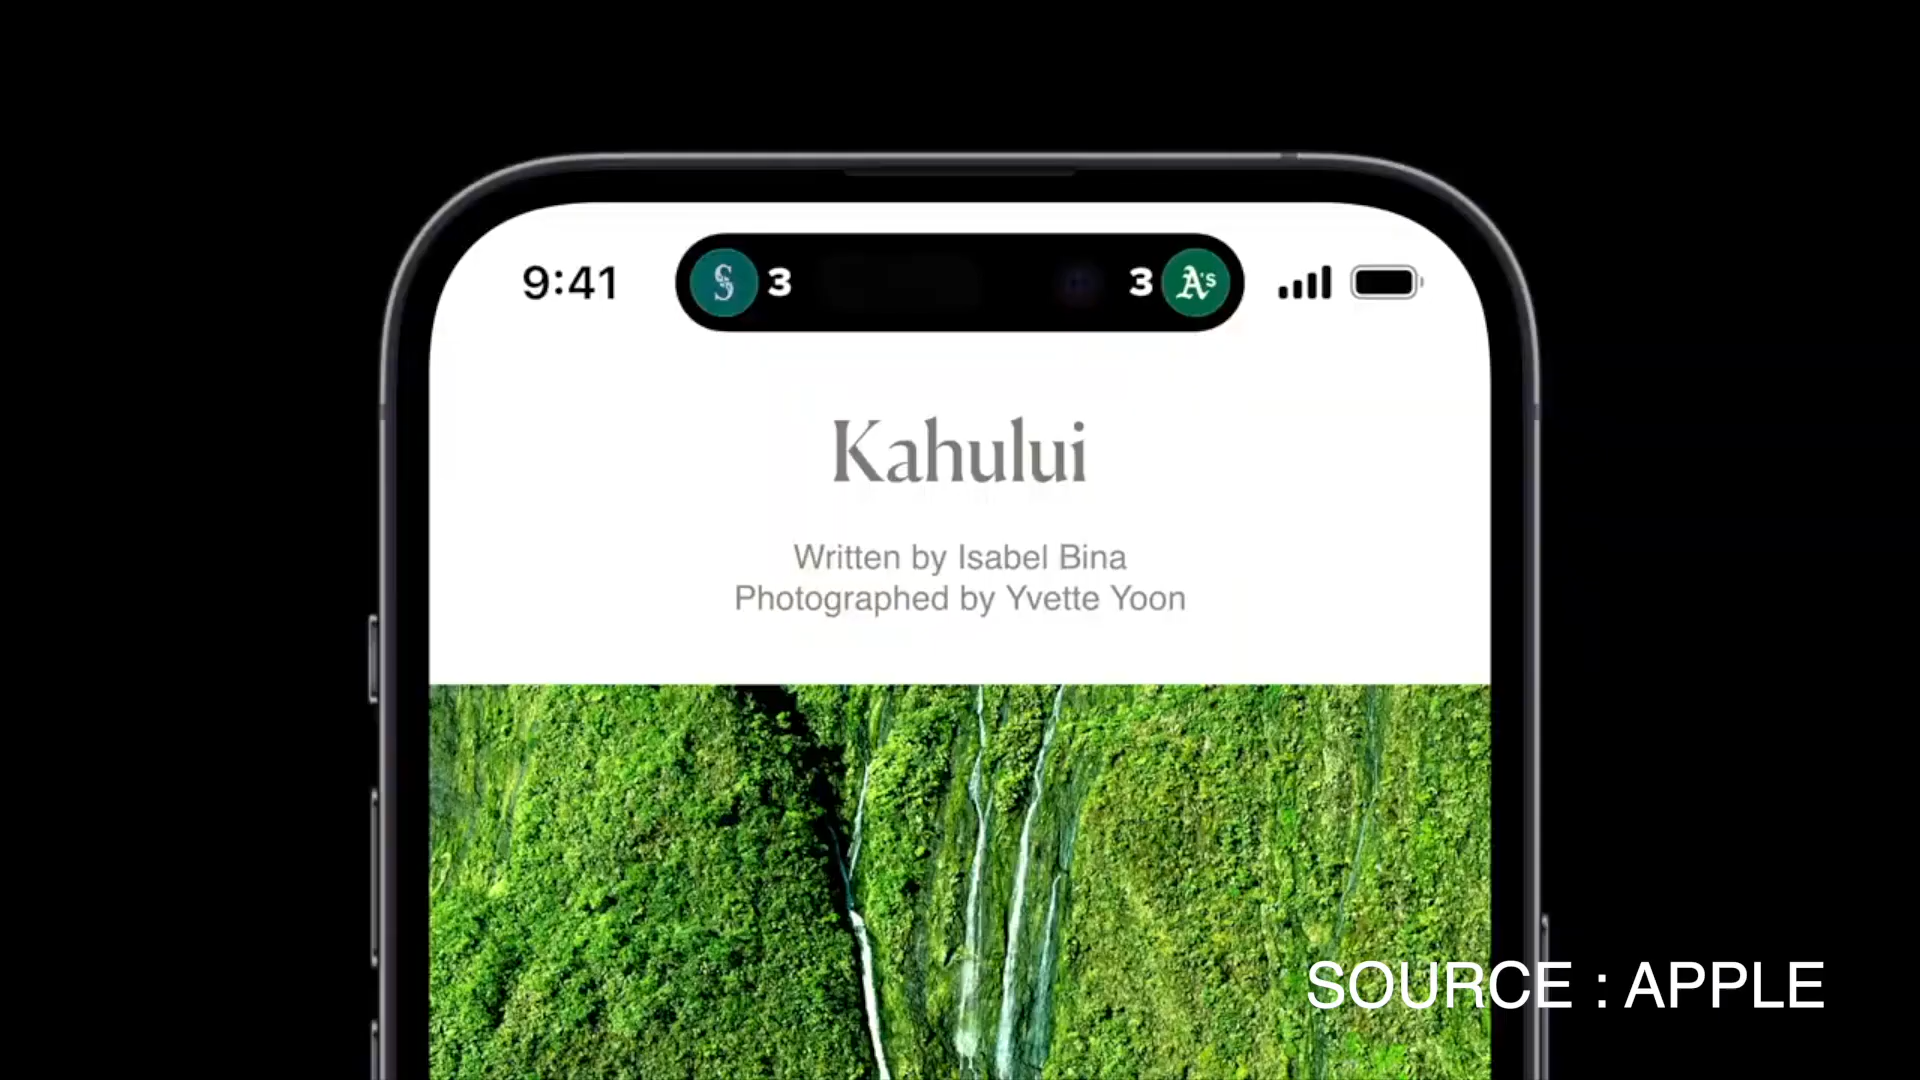 9:41
S 3
3 A's
Kahului
Written by Isabel Bina
Photographed by Yvette Yoon
SOURCE : APPLE